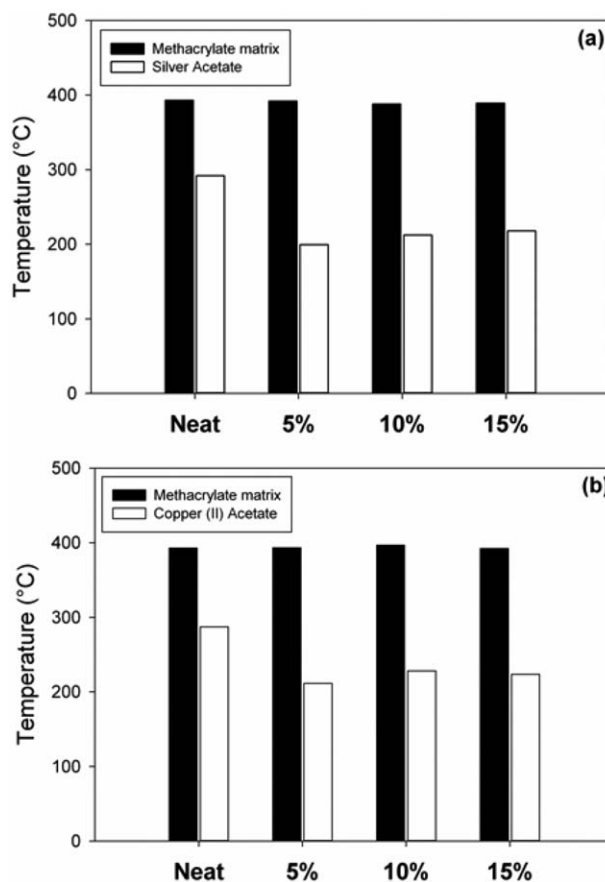 (a)
Methacrylate matrix
Silver Acetate
Temperature (°C)
500
400
300
200
100
0
Neat 5% 10% 15%
(b)
Methacrylate matrix
Copper (II) Acetate
Temperature (°C)
500
400
300
200
100
0
Neat 5% 10% 15%